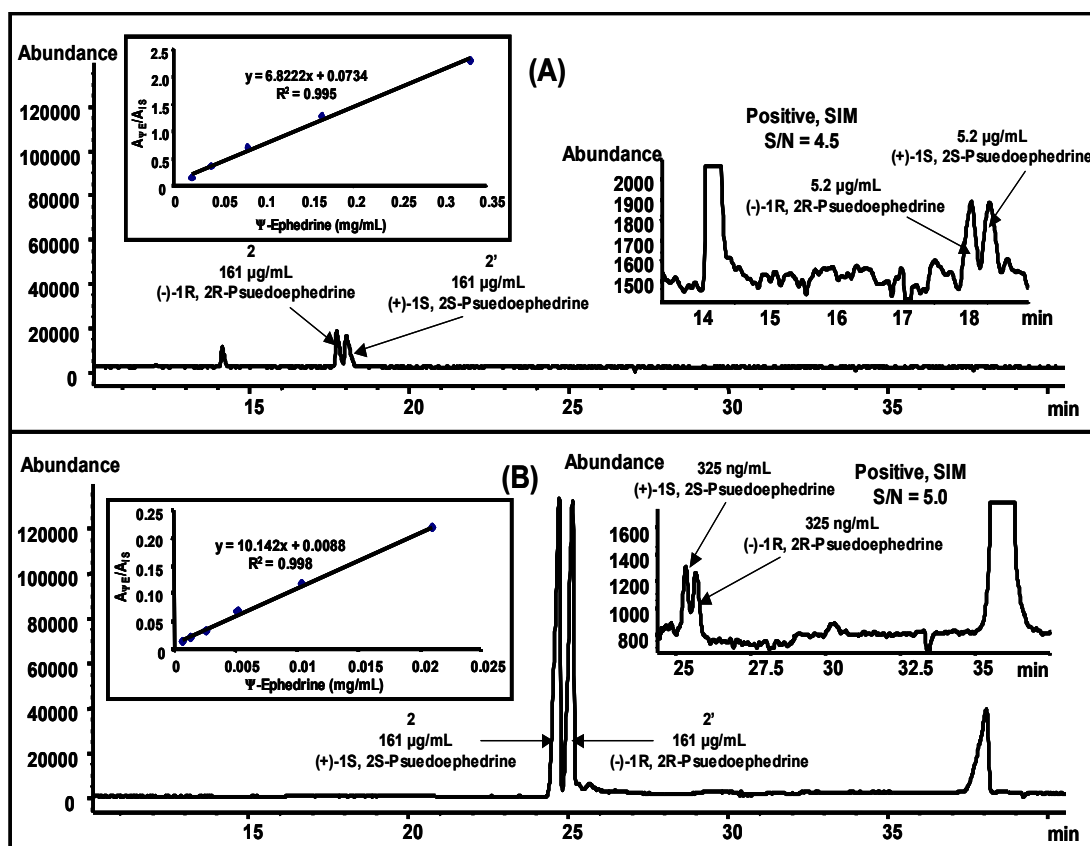 (A)
Abundance
120000
100000
80000
60000
40000
20000
0
15
20
25
30
35
min
2.5
2.0
1.5
1.0
0.5
0
y = 6.8222x + 0.0734
R² = 0.995
AΨE/AIS
0
0.05
0.1
0.15
0.2
0.25
0.3
0.35
Ψ-Ephedrine (mg/mL)
2
161 µg/mL
(-)-1R, 2R-Psuedoephedrine
2'
161 µg/mL
(+)-1S, 2S-Psuedoephedrine
Positive, SIM
S/N = 4.5
Abundance
2000
1900
1800
1700
1600
1500
14
15
16
17
18
min
5.2 µg/mL
(-)-1R, 2R-Psuedoephedrine
5.2 µg/mL
(+)-1S, 2S-Psuedoephedrine
(B)
Abundance
120000
100000
80000
60000
40000
20000
0
15
20
25
30
35
min
0.25
0.20
0.15
0.10
0.05
0
y = 10.142x + 0.0088
R² = 0.998
AΨE/AIS
0
0.005
0.01
0.015
0.02
0.025
Ψ-Ephedrine (mg/mL)
2
161 µg/mL
(+)-1S, 2S-Psuedoephedrine
2'
161 µg/mL
(-)-1R, 2R-Psuedoephedrine
Abundance
1600
1400
1200
1000
800
25
27.5
30
32.5
35
min
325 ng/mL
(+)-1S, 2S-Psuedoephedrine
325 ng/mL
(-)-1R, 2R-Psuedoephedrine
Positive, SIM
S/N = 5.0